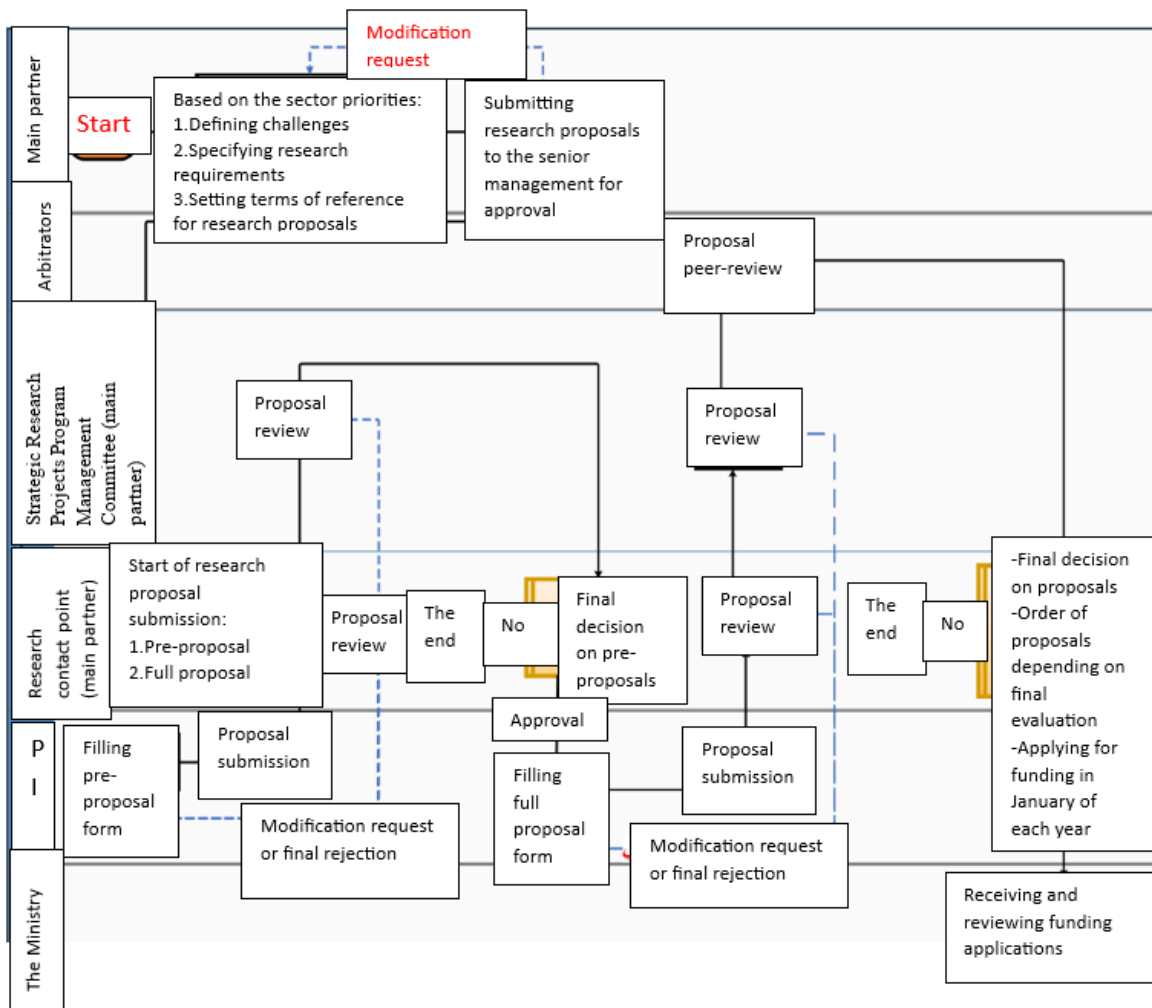 Main partner
Modification
request
Start
Based on the sector priorities:
1.Defining challenges
2.Specifying research
requirements
3.Setting terms of reference
for research proposals
Submitting
research proposals
to the senior
management for
approval
Arbitrators
Proposal
peer-review
Strategic Research
Projects Program
Management
Committee (main
partner)
Proposal
review
Proposal
review
Research
contact point
(main partner)
Start of research
proposal
submission:
1.Pre-proposal
2.Full proposal
Proposal
review
The
end
No
Final
decision
on pre-
proposals
Proposal
review
The
end
No
-Final decision
on proposals
-Order of
proposals
depending on
final
evaluation
-Applying for
funding in
January of
each year
Approval
P
I
Filling
pre-
proposal
form
Proposal
submission
Modification request
or final rejection
Filling
full
proposal
form
Proposal
submission
Modification request
or final rejection
The Ministry
Receiving and
reviewing funding
applications